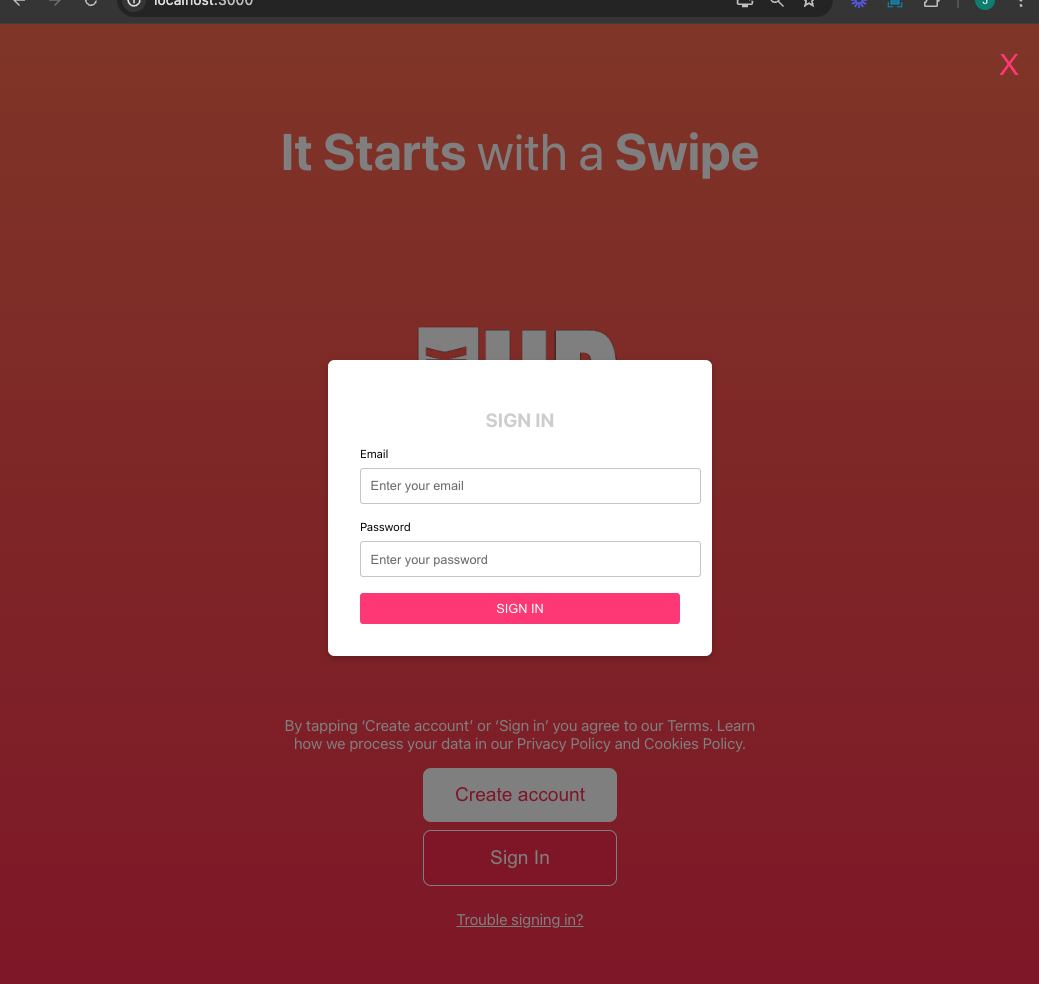 localhost:3000
J
X
It Starts with a Swipe
SIGN IN
Email
Enter your email
Password
Enter your password
SIGN IN
By tapping ‘Create account’ or ‘Sign in’ you agree to our Terms. Learn
how we process your data in our Privacy Policy and Cookies Policy.
Create account
Sign In
Trouble signing in?